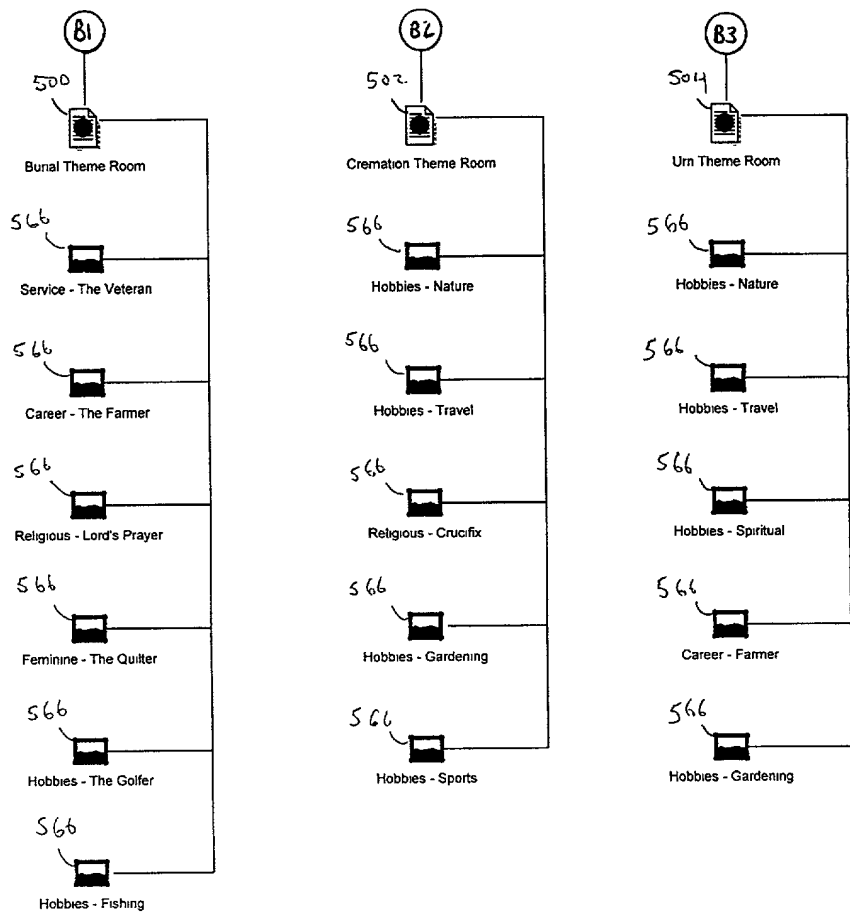 B1
500
Burial Theme Room
566
Service - The Veteran
566
Career - The Farmer
566
Religious - Lord's Prayer
566
Feminine - The Quilter
566
Hobbies - The Golfer
566
Hobbies - Fishing
B2
502
Cremation Theme Room
566
Hobbies - Nature
566
Hobbies - Travel
566
Religious - Crucifix
566
Hobbies - Gardening
566
Hobbies - Sports
B3
504
Urn Theme Room
566
Hobbies - Nature
566
Hobbies - Travel
566
Hobbies - Spiritual
566
Career - Farmer
566
Hobbies - Gardening